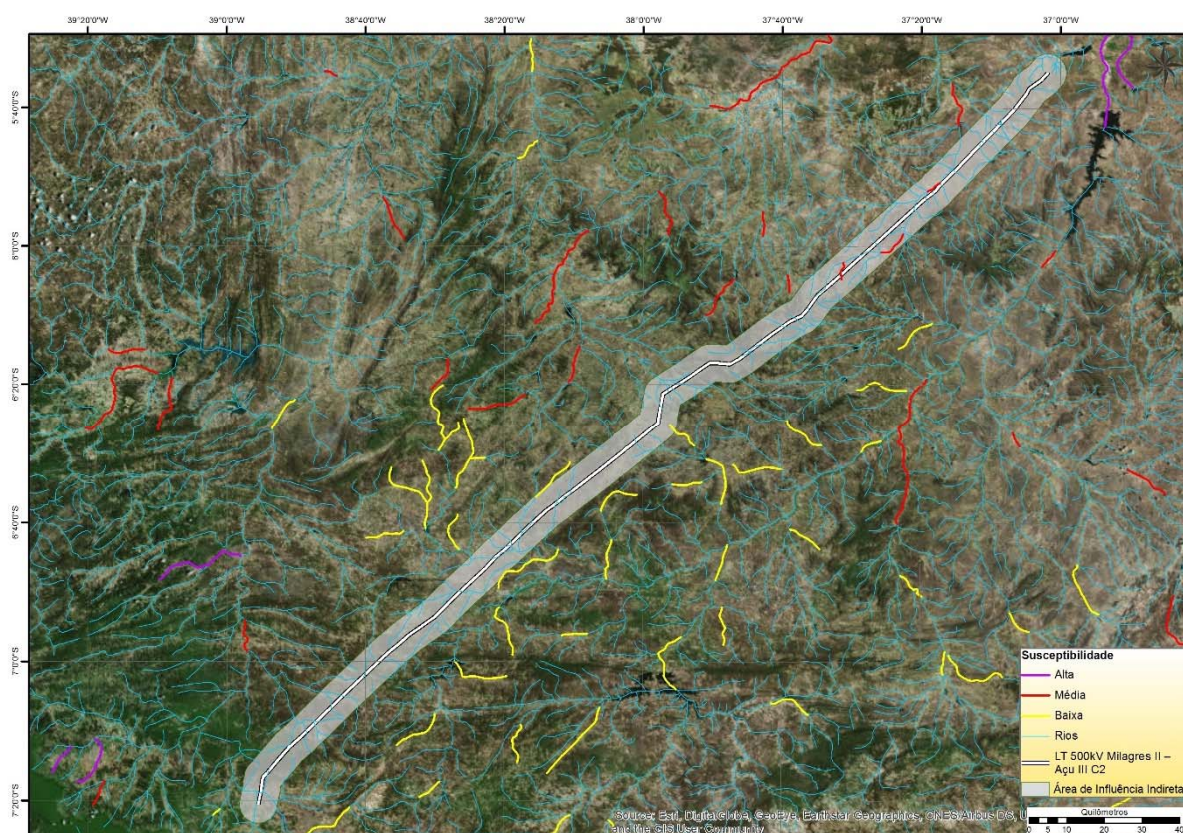 39°20'0"W 39°0'0"W 38°40'0"W 38°20'0"W 38°0'0"W 37°40'0"W 37°20'0"W 37°0'0"W
5°40'0"S
6°0'0"S
6°20'0"S
6°40'0"S
7°0'0"S
7°20'0"S
Susceptibilidade
Alta
Média
Baixa
Rios
LT 500kV Milagres II –
Açu III C2
Área de Influência Indireta
Source: Esri, DigitalGlobe, GeoEye, Earthstar Geographics, CNES/Airbus DS, U
and the GIS User Community
Quilômetros
0 5 10 20 30 40